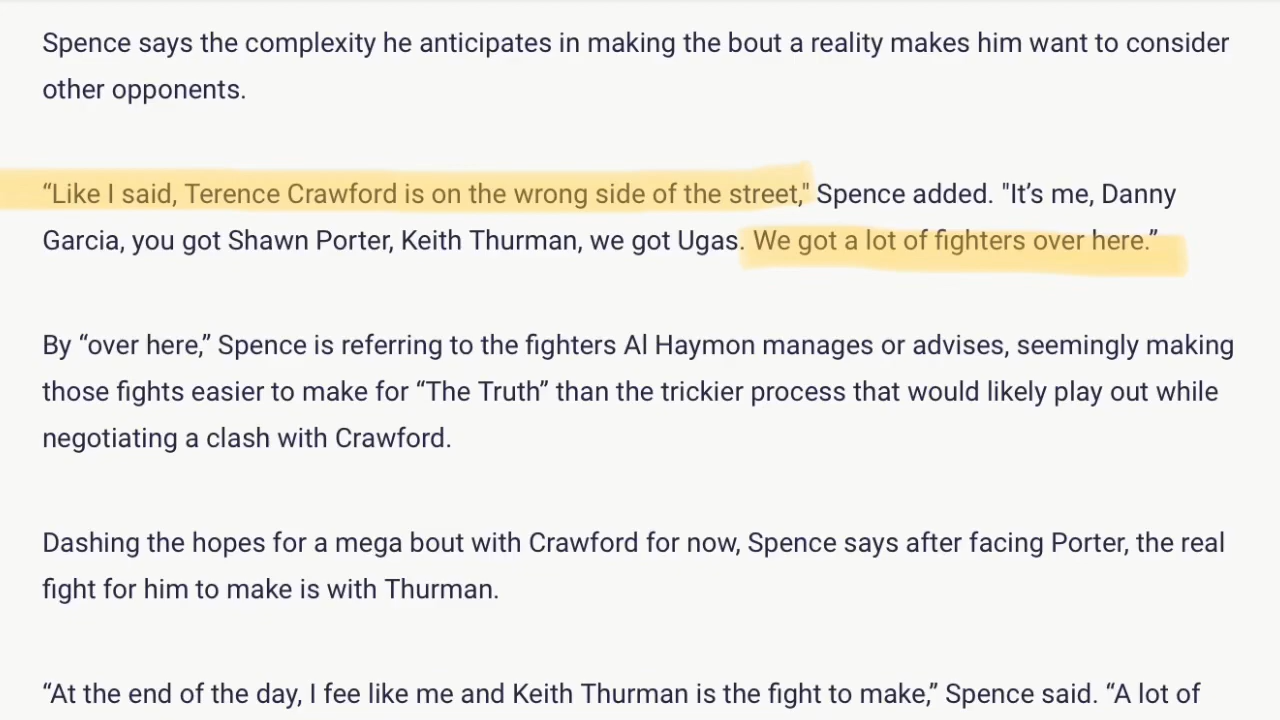 Spence says the complexity he anticipates in making the bout a reality makes him want to consider
other opponents.
“Like I said, Terence Crawford is on the wrong side of the street," Spence added. "It’s me, Danny
Garcia, you got Shawn Porter, Keith Thurman, we got Ugas. We got a lot of fighters over here.”
By “over here,” Spence is referring to the fighters Al Haymon manages or advises, seemingly making
those fights easier to make for “The Truth” than the trickier process that would likely play out while
negotiating a clash with Crawford.
Dashing the hopes for a mega bout with Crawford for now, Spence says after facing Porter, the real
fight for him to make is with Thurman.
“At the end of the day, I fee like me and Keith Thurman is the fight to make,” Spence said. “A lot of